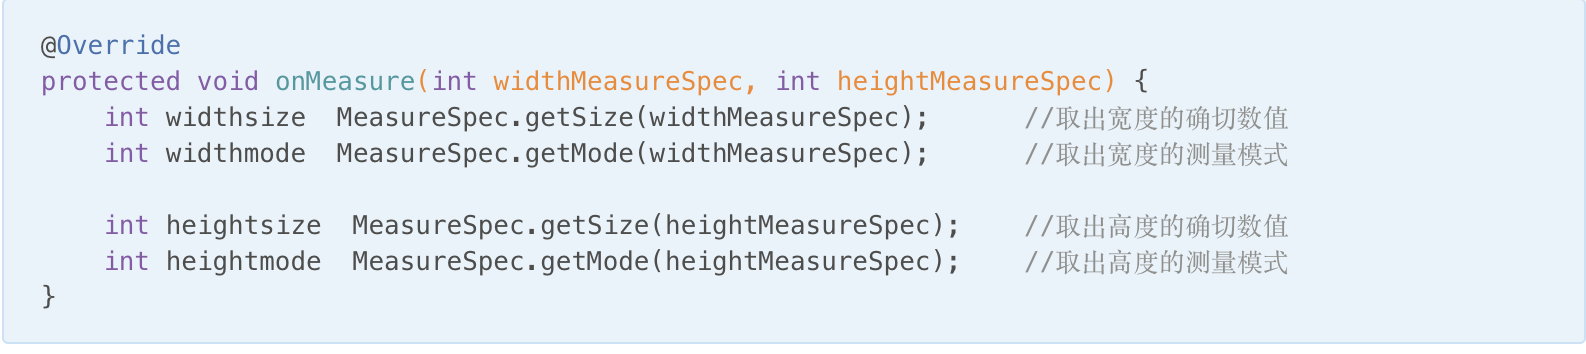 @Override
protected void onMeasure(int widthMeasureSpec, int heightMeasureSpec) {
    int widthsize  MeasureSpec.getSize(widthMeasureSpec);      //取出宽度的确切数值
    int widthmode  MeasureSpec.getMode(widthMeasureSpec);      //取出宽度的测量模式
    int heightsize  MeasureSpec.getSize(heightMeasureSpec);    //取出高度的确切数值
    int heightmode  MeasureSpec.getMode(heightMeasureSpec);    //取出高度的测量模式
}